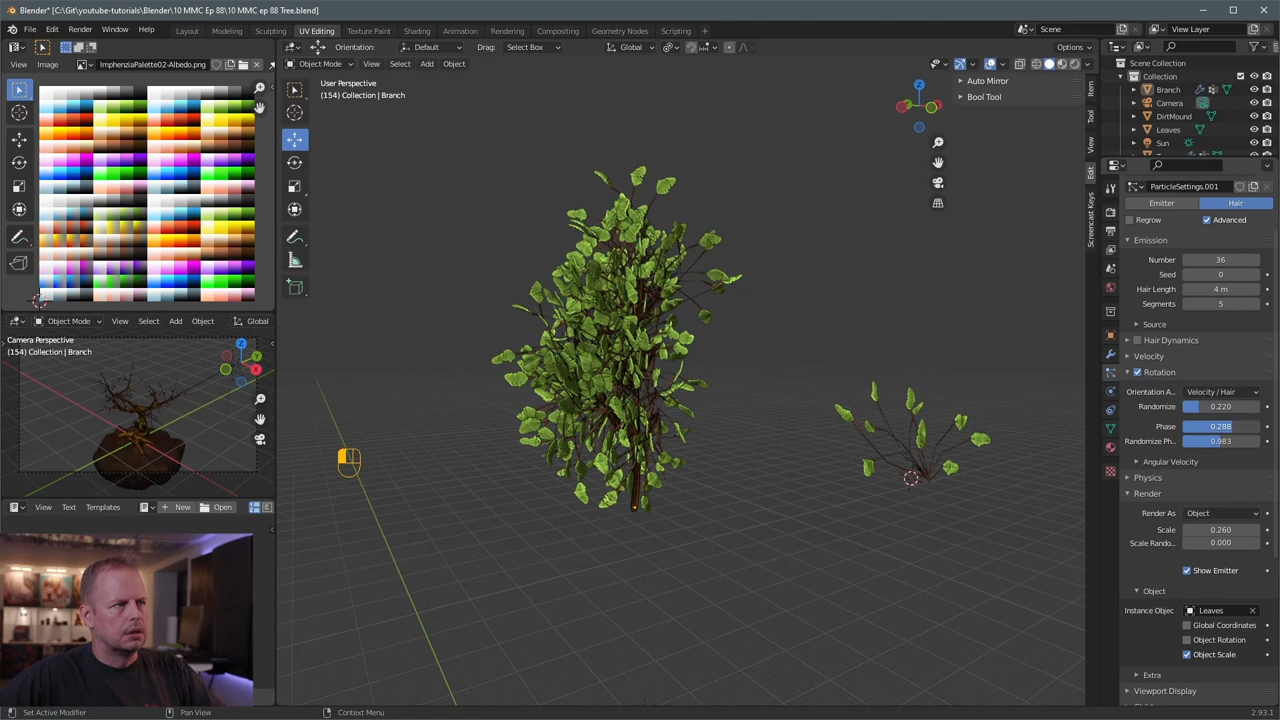 Blender* [C:\Git\youtube-tutorials\Blender\10 MMC Ep 88\10 MMC ep 88 Tree.blend]
File Edit Render Window Help Layout Modeling Sculpting UV Editing Texture Paint Shading Animation Compositing Geometry Nodes Scripting Scene View Layer
Orientation: Default Drag: Select Box Global Options
View Image ImphenziaPalette02-Albedo.png
Object Mode View Select Add Object
User Perspective
(154) Collection | Branch
Auto Mirror
Bool Tool
Item
Tool
View
Edit
Screencast Keys
Scene Collection
Collection
Branch
Camera
DirtMound
Leaves
Sun
ParticleSettings.001
Emitter Hair
Regrow Advanced
Emission
Number 36
Seed 0
Hair Length 4 m
Segments 5
Source
Hair Dynamics
Velocity
Rotation
Orientation A... Velocity / Hair
Randomize 0.220
Phase 0.288
Randomize Ph... 0.983
Angular Velocity
Physics
Render
Render As Object
Scale 0.260
Scale Rando... 0.000
Show Emitter
Object
Instance Objec Leaves
Global Coordinates
Object Rotation
Object Scale
Extra
Viewport Display
Object Mode View Select Add Object Global
Camera Perspective
(154) Collection | Branch
View Text Templates New Open
Set Active Modifier Pan View Context Menu 2.93.1